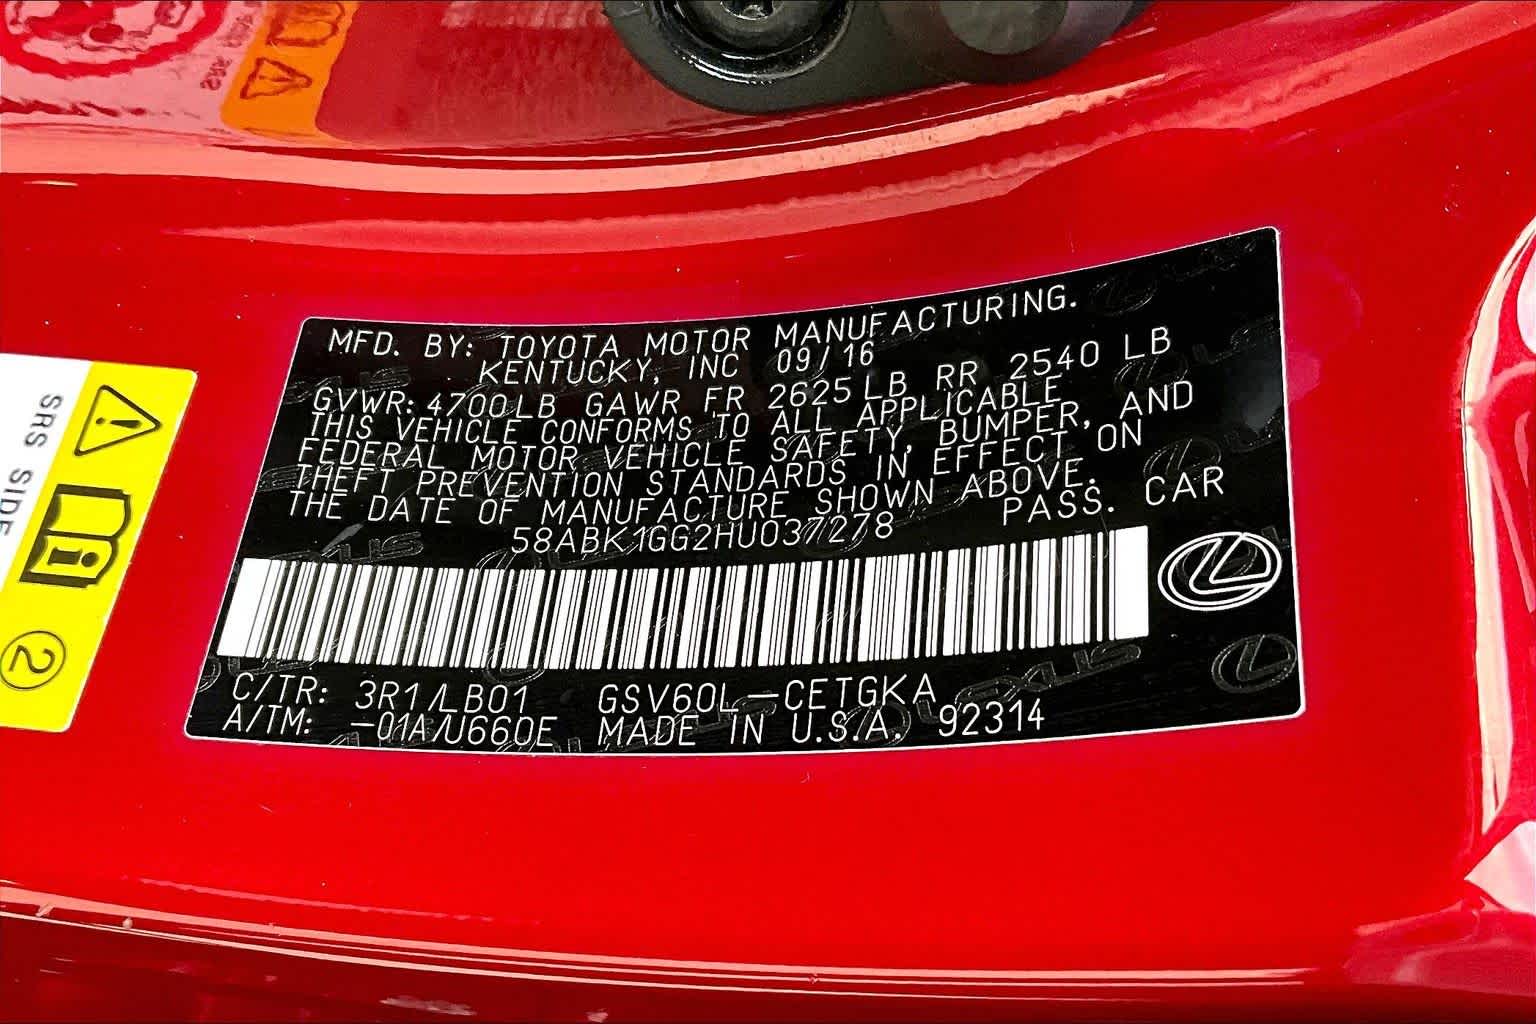 MFD. BY: TOYOTA MOTOR MANUFACTURING.
KENTUCKY, INC 09/16
GVWR: 4700LB GAWR FR 2625LB RR 2540 LB
THIS VEHICLE CONFORMS TO ALL APPLICABLE
FEDERAL MOTOR VEHICLE SAFETY, BUMPER, AND
THEFT PREVENTION STANDARDS IN EFFECT ON
THE DATE OF MANUFACTURE SHOWN ABOVE.
58ABK1GG2HU037278 PASS. CAR
C/TR: 3R1/LB01 GSV60L-CETGKA
A/TM: -01A/U660E MADE IN U.S.A. 92314
SRS SIDE
2
LEXUS